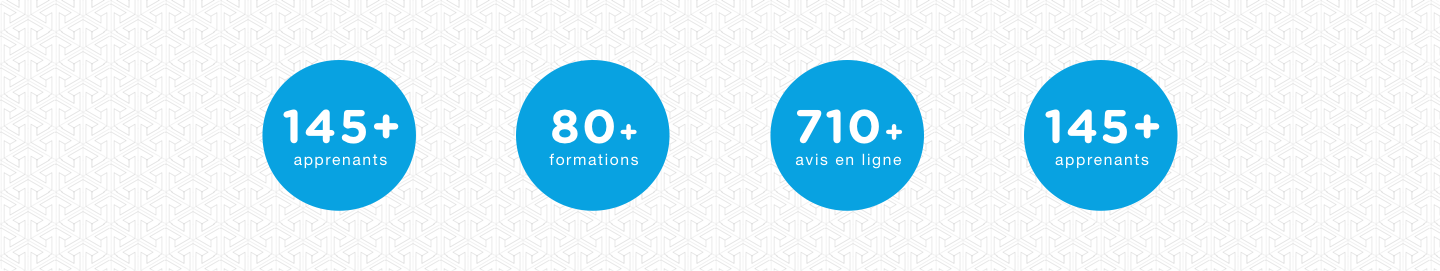 145+
apprenants
80+
formations
710+
avis en ligne
145+
apprenants